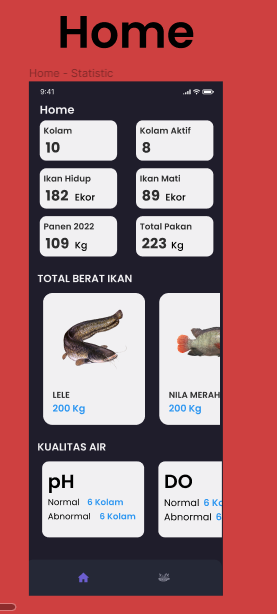 Home
Home - Statistic
9:41
Home
Kolam
10
Kolam Aktif
8
Ikan Hidup
182 Ekor
Ikan Mati
89 Ekor
Panen 2022
109 Kg
Total Pakan
223 Kg
TOTAL BERAT IKAN
LELE
200 Kg
NILA MERAH
200 Kg
KUALITAS AIR
pH
Normal 6 Kolam
Abnormal 6 Kolam
DO
Normal 6 Ko
Abnormal 6 Ko